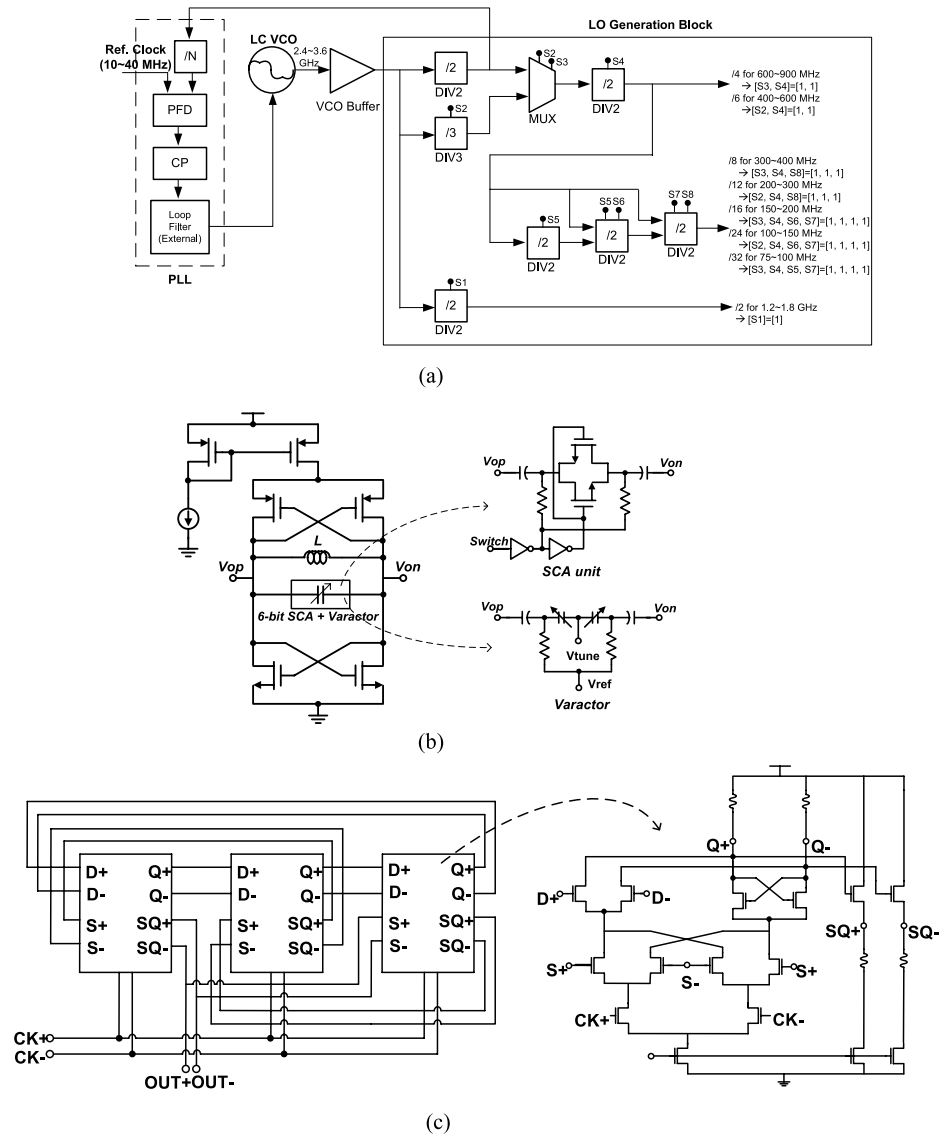 LO Generation Block
Ref. Clock
(10~40 MHz)
/N
PFD
CP
Loop
Filter
(External)
PLL
LC VCO
2.4~3.6
GHz
VCO Buffer
/2
DIV2
S2
/3
DIV3
S2
S3
MUX
S4
/2
DIV2
S5
/2
DIV2
S5 S6
/2
DIV2
S7 S8
/2
DIV2
S1
/2
DIV2
/4 for 600~900 MHz
→[S3, S4]=[1, 1]
/6 for 400~600 MHz
→[S2, S4]=[1, 1]
/8 for 300~400 MHz
→[S3, S4, S8]=[1, 1, 1]
/12 for 200~300 MHz
→[S2, S4, S8]=[1, 1, 1]
/16 for 150~200 MHz
→[S3, S4, S6, S7]=[1, 1, 1, 1]
/24 for 100~150 MHz
→[S2, S4, S6, S7]=[1, 1, 1, 1]
/32 for 75~100 MHz
→[S3, S4, S5, S7]=[1, 1, 1, 1]
/2 for 1.2~1.8 GHz
→[S1]=[1]
(a)
L
Vop
Von
6-bit SCA + Varactor
Vop
Von
Switch
SCA unit
Vop
Von
Vtune
Vref
Varactor
(b)
D+
Q+
D-
Q-
S+
SQ+
S-
SQ-
D+
Q+
D-
Q-
S+
SQ+
S-
SQ-
D+
Q+
D-
Q-
S+
SQ+
S-
SQ-
CK+
CK-
OUT+OUT-
Q+
Q-
D+
D-
SQ+
SQ-
S+
S-
S+
CK+
CK-
(c)